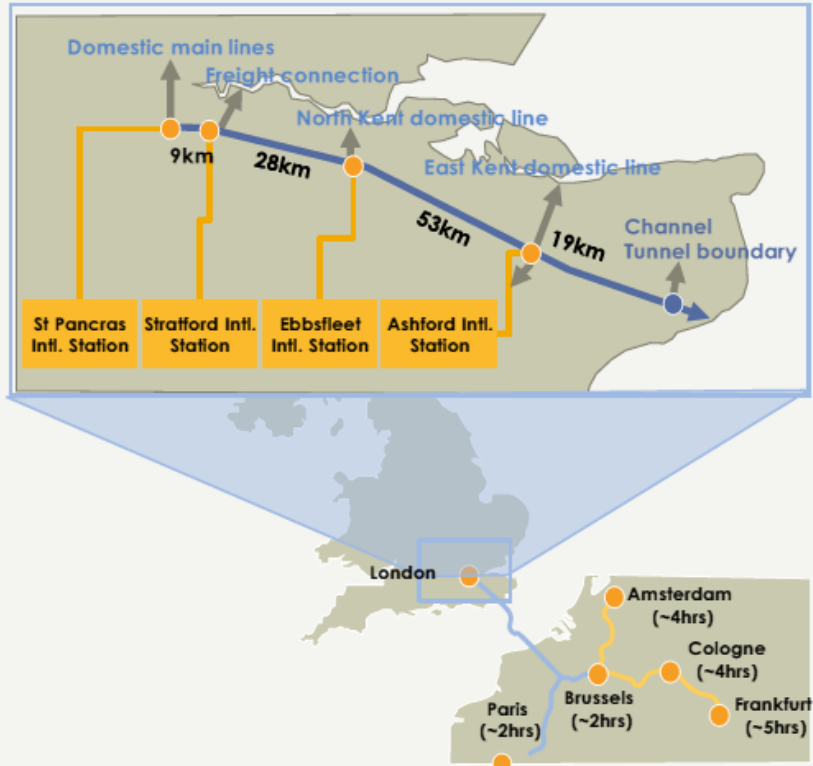 Domestic main lines
Freight connection
North Kent domestic line
East Kent domestic line
9km
28km
53km
19km
Channel
Tunnel boundary
St Pancras
Intl. Station
Stratford Intl.
Station
Ebbsfleet
Intl. Station
Ashford Intl.
Station
London
Amsterdam
(~4hrs)
Cologne
(~4hrs)
Brussels
(~2hrs)
Paris
(~2hrs)
Frankfurt
(~5hrs)